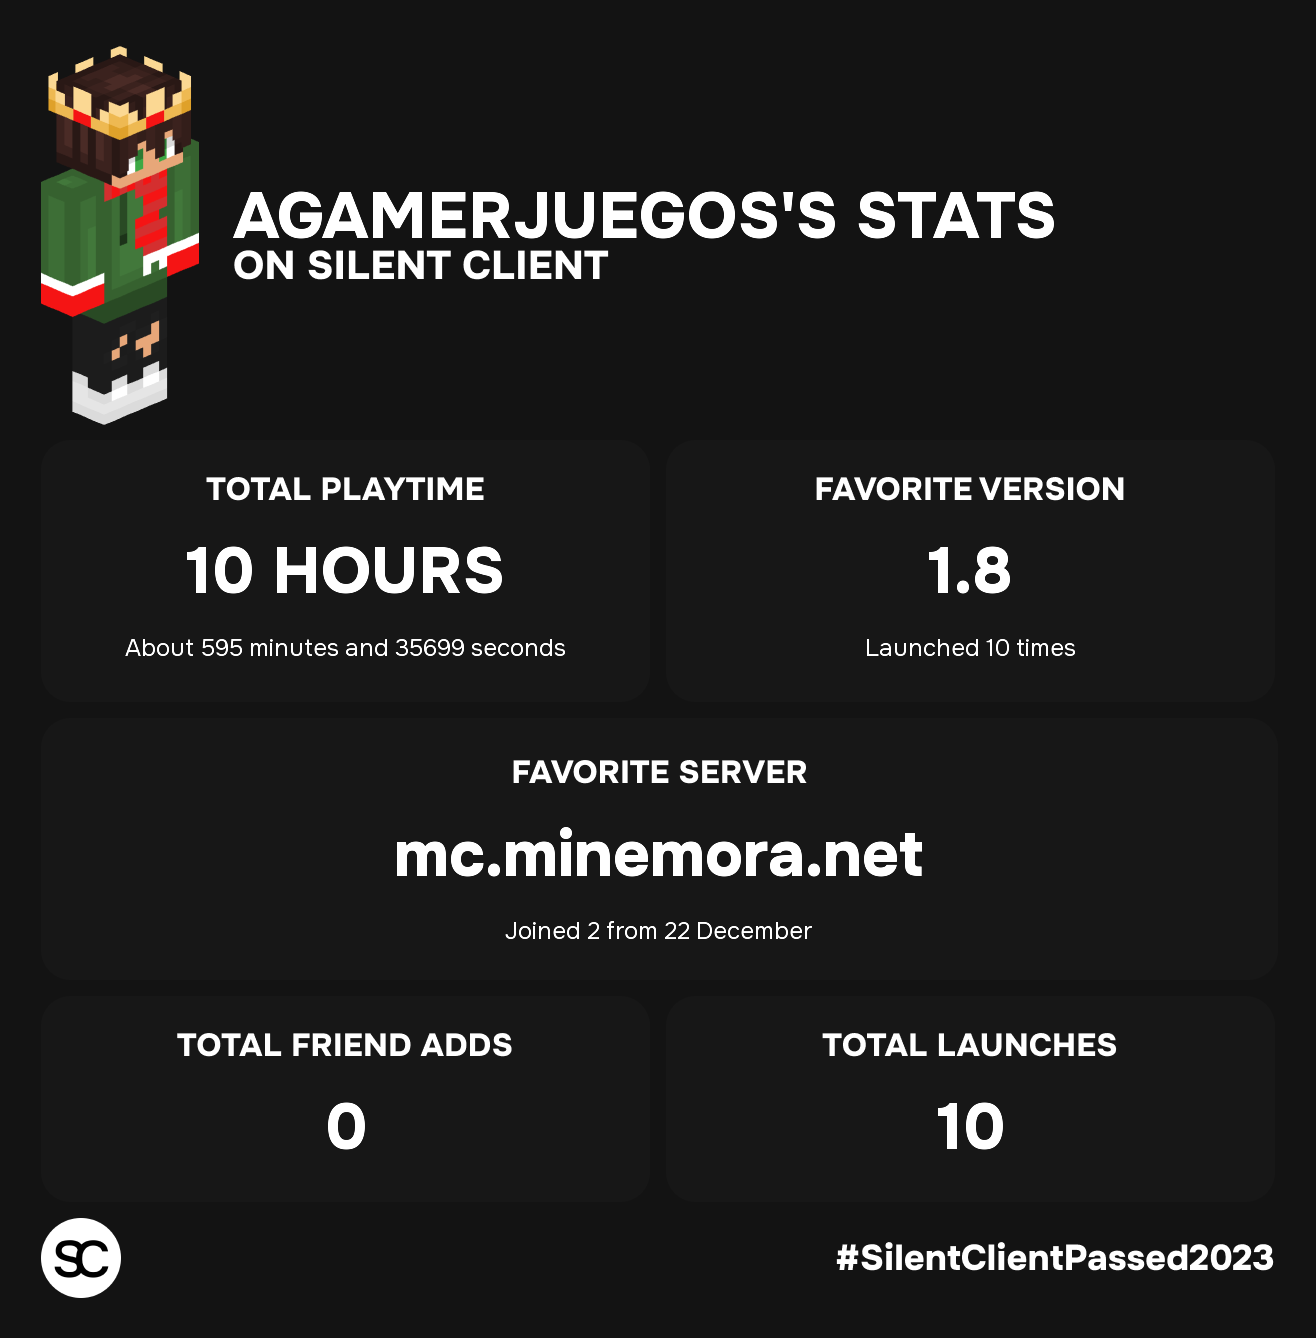 AGAMERJUEGOS'S STATS
ON SILENT CLIENT
TOTAL PLAYTIME
10 HOURS
About 595 minutes and 35699 seconds
FAVORITE VERSION
1.8
Launched 10 times
FAVORITE SERVER
mc.minemora.net
Joined 2 from 22 December
TOTAL FRIEND ADDS
0
TOTAL LAUNCHES
10
SC
#SilentClientPassed2023